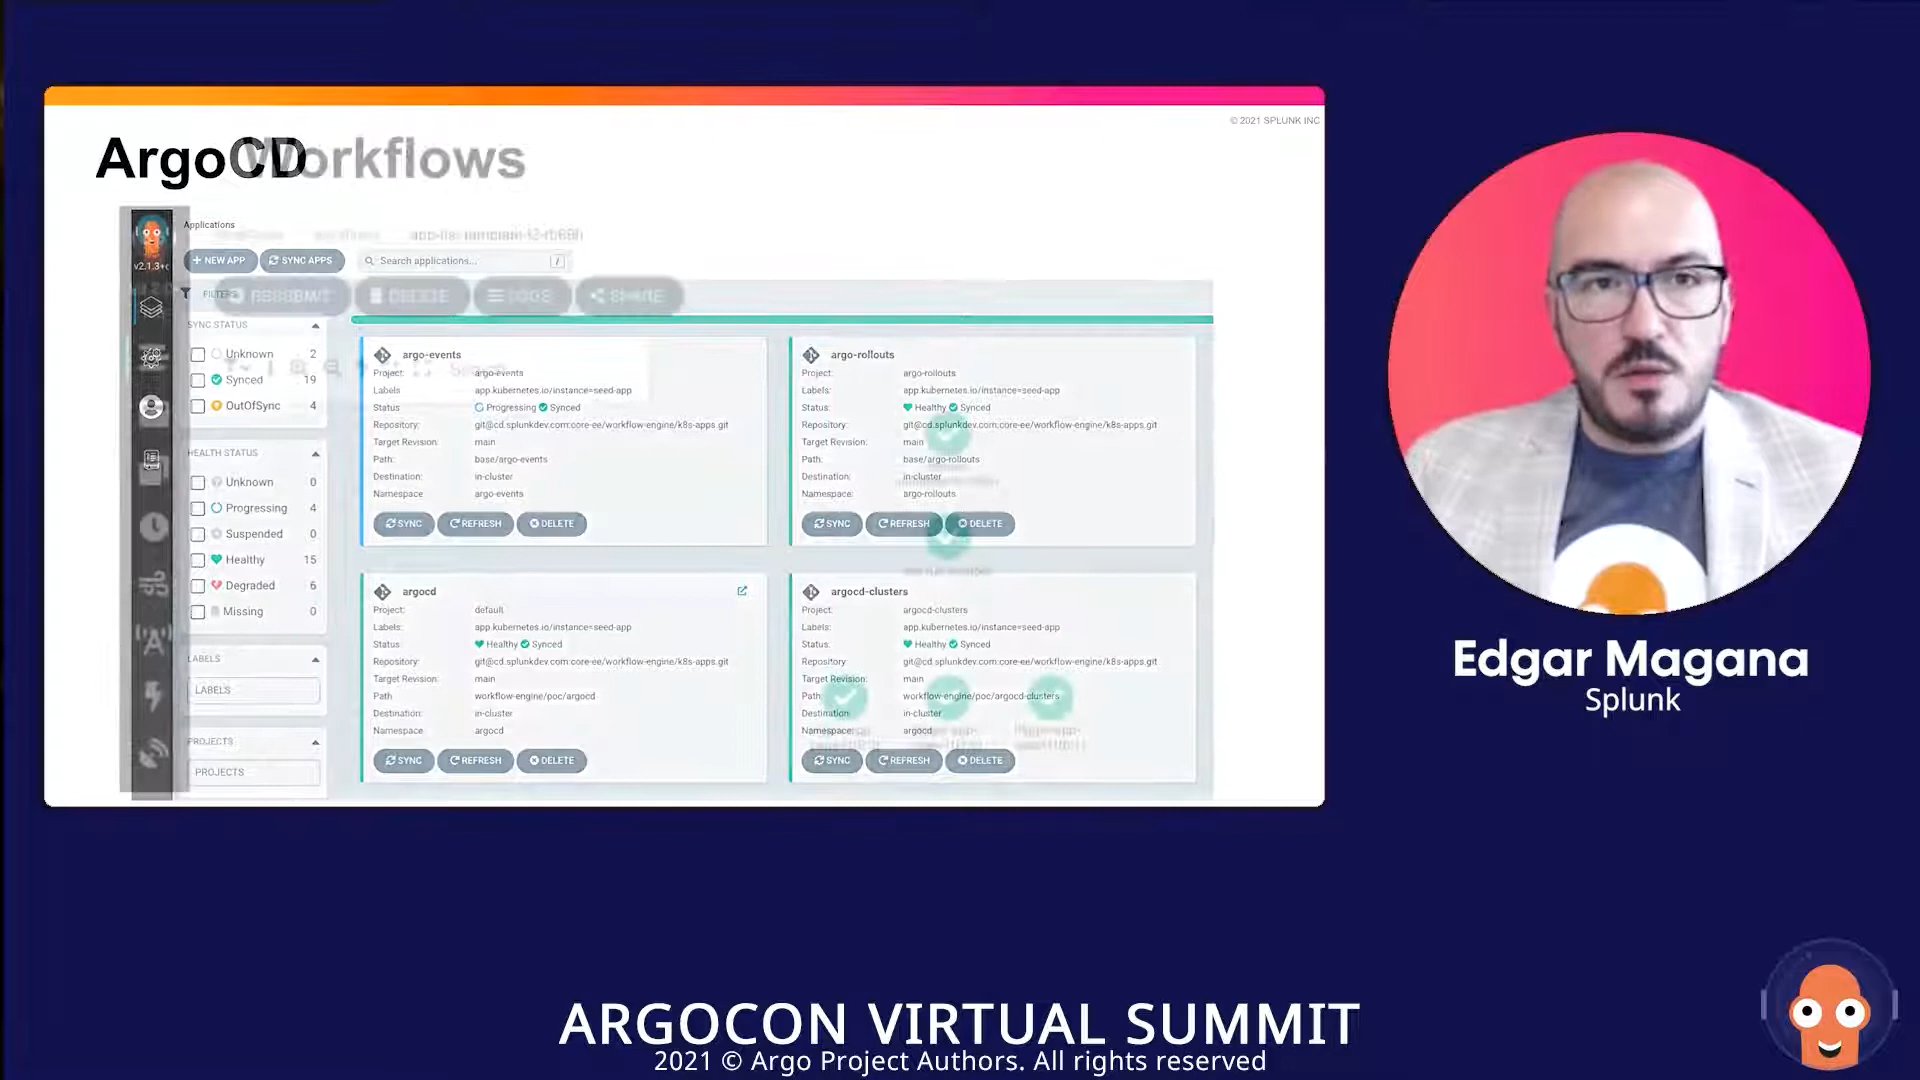 © 2021 SPLUNK INC
ArgoCD
Workflows
Applications
v2.1.3+c
+ NEW APP
SYNC APPS
Search applications...
/
FILTERS
RESUBMIT
DELETE
LOGS
SHARE
SYNC STATUS
Unknown 2
Synced 19
OutOfSync 4
HEALTH STATUS
Unknown 0
Progressing 4
Suspended 0
Healthy 15
Degraded 6
Missing 0
LABELS
LABELS
PROJECTS
PROJECTS
argo-events
Project: argo-events
Labels app.kubernetes.io/instance=seed-app
Status Progressing Synced
Repository: git@cd.splunkdev.com:core-ee/workflow-engine/k8s-apps.git
Target Revision: main
Path: base/argo-events
Destination: in-cluster
Namespace argo-events
SYNC REFRESH DELETE
argo-rollouts
Project: argo-rollouts
Labels: app.kubernetes.io/instance=seed-app
Status: Healthy Synced
Repository: git@cd.splunkdev.com:core-ee/workflow-engine/k8s-apps.git
Target Revision: main
Path: base/argo-rollouts
Destination: in-cluster
Namespace: argo-rollouts
SYNC REFRESH DELETE
argocd
Project: default
Labels: app.kubernetes.io/instance=seed-app
Status: Healthy Synced
Repository: git@cd.splunkdev.com:core-ee/workflow-engine/k8s-apps.git
Target Revision: main
Path workflow-engine/poc/argocd
Destination: in-cluster
Namespace: argocd
SYNC REFRESH DELETE
argocd-clusters
Project: argocd-clusters
Labels: app.kubernetes.io/instance=seed-app
Status: Healthy Synced
Repository git@cd.splunkdev.com:core-ee/workflow-engine/k8s-apps.git
Target Revision: main
Path: workflow-engine/poc/argocd-clusters
Destination: in-cluster
Namespace: argocd
SYNC REFRESH DELETE
Edgar Magana
Splunk
ARGOCON VIRTUAL SUMMIT
2021 © Argo Project Authors. All rights reserved